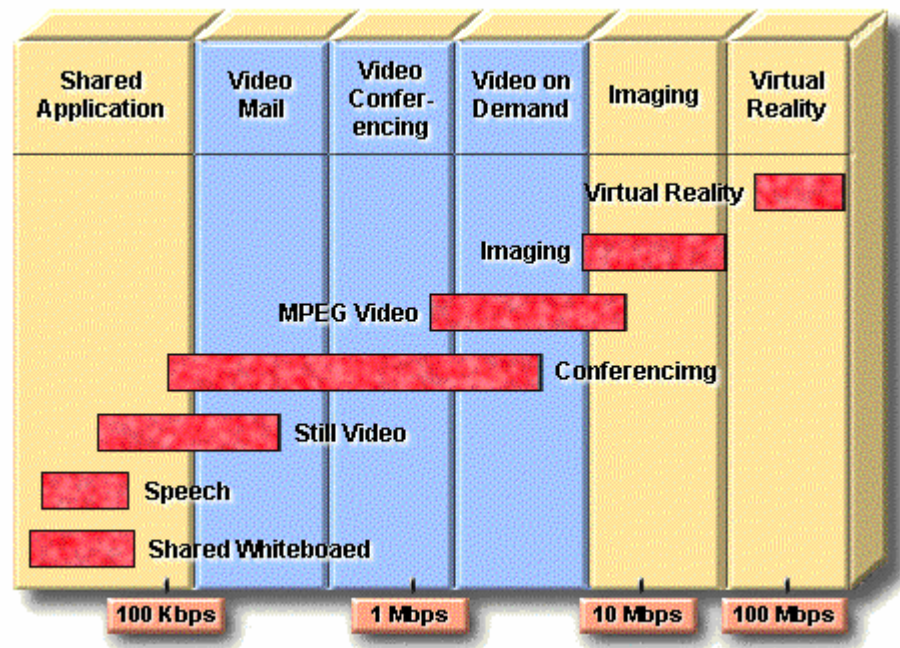 Shared
Application
Video
Mail
Video
Confer-
encing
Video on
Demand
Imaging
Virtual
Reality
Virtual Reality
Imaging
MPEG Video
Conferencimg
Still Video
Speech
Shared Whiteboaed
100 Kbps
1 Mbps
10 Mbps
100 Mbps